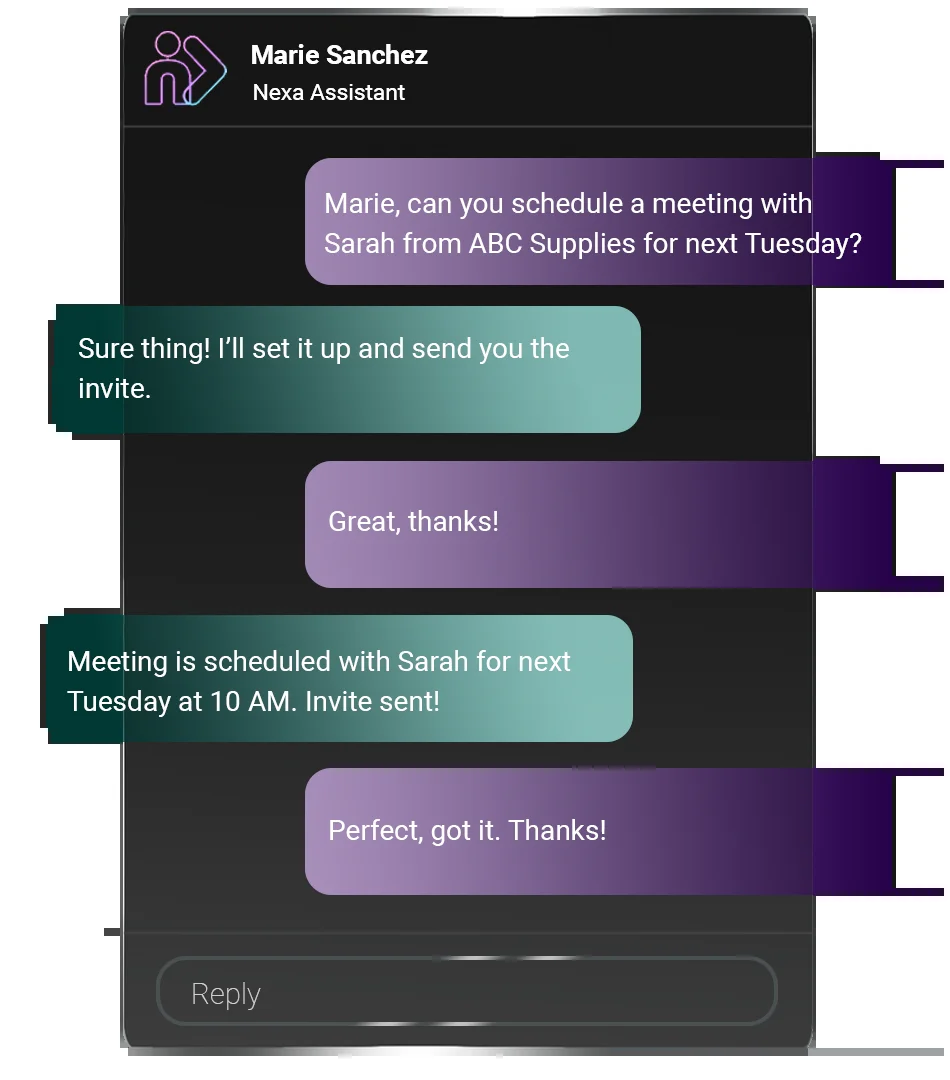 Marie Sanchez
Nexa Assistant
Marie, can you schedule a meeting with
Sarah from ABC Supplies for next Tuesday?
Sure thing! I’ll set it up and send you the
invite.
Great, thanks!
Meeting is scheduled with Sarah for next
Tuesday at 10 AM. Invite sent!
Perfect, got it. Thanks!
Reply